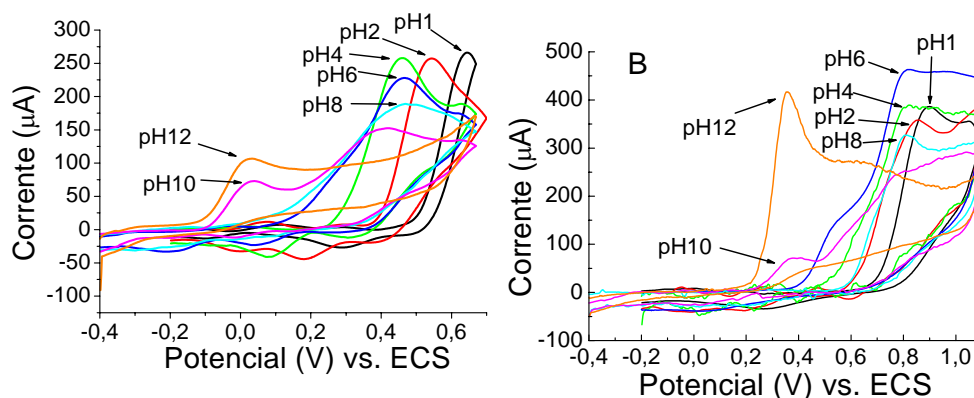 300
250
200
150
100
50
0
-50
-100
Corrente (µA)
pH1
pH2
pH4
pH6
pH8
pH12
pH10
-0,4 -0,2 0,0 0,2 0,4 0,6
Potencial (V) vs. ECS
B
500
400
300
200
100
0
-100
Corrente (µA)
pH1
pH6
pH4
pH2
pH8
pH12
pH10
-0,4 -0,2 0,0 0,2 0,4 0,6 0,8 1,0
Potencial (V) vs. ECS